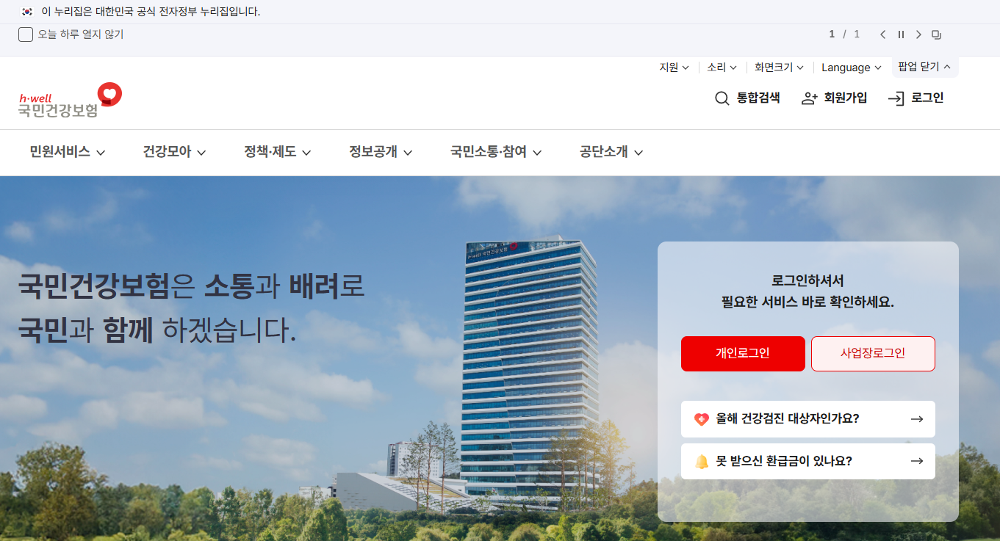 이 누리집은 대한민국 공식 전자정부 누리집입니다.
오늘 하루 열지 않기
1 / 1
지원
소리
화면크기
Language
팝업 닫기
h·well
국민건강보험
통합검색
회원가입
로그인
민원서비스
건강모아
정책·제도
정보공개
국민소통·참여
공단소개
h·well 국민건강보험
국민건강보험은 소통과 배려로
국민과 함께 하겠습니다.
로그인하셔서
필요한 서비스 바로 확인하세요.
개인로그인
사업장로그인
올해 건강검진 대상자인가요?
못 받으신 환급금이 있나요?